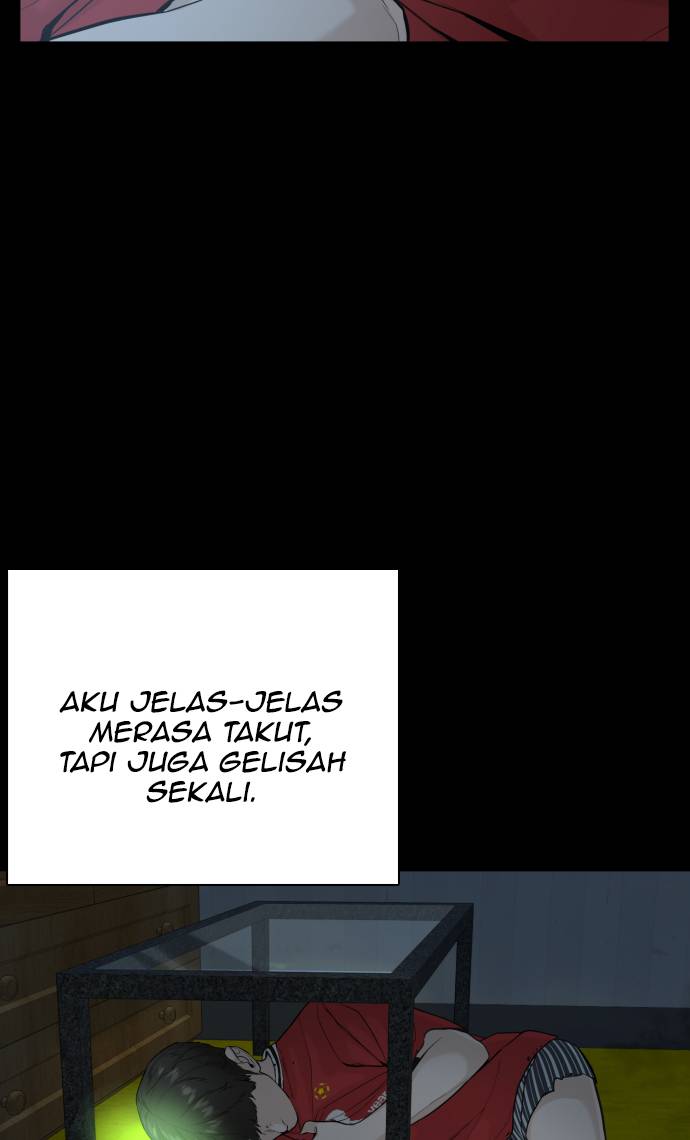 AKU JELAS-JELAS
MERASA TAKUT,
TAPI JUGA GELISAH
SEKALI.